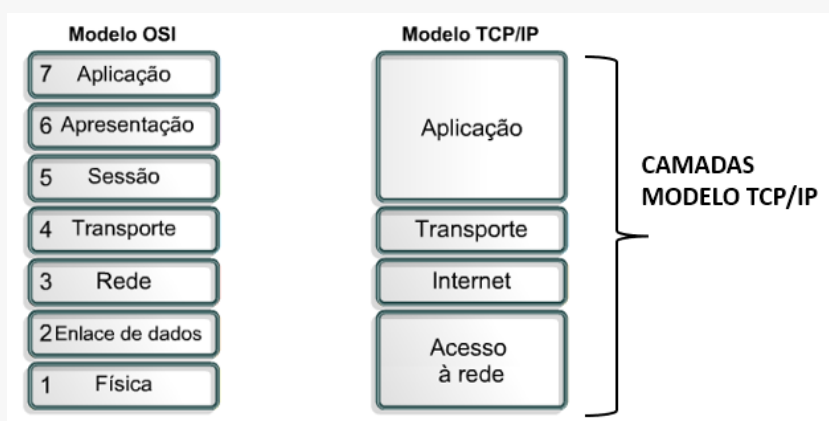 Modelo OSI
7 Aplicação
6 Apresentação
5 Sessão
4 Transporte
3 Rede
2 Enlace de dados
1 Física
Modelo TCP/IP
Aplicação
Transporte
Internet
Acesso
à rede
CAMADAS
MODELO TCP/IP